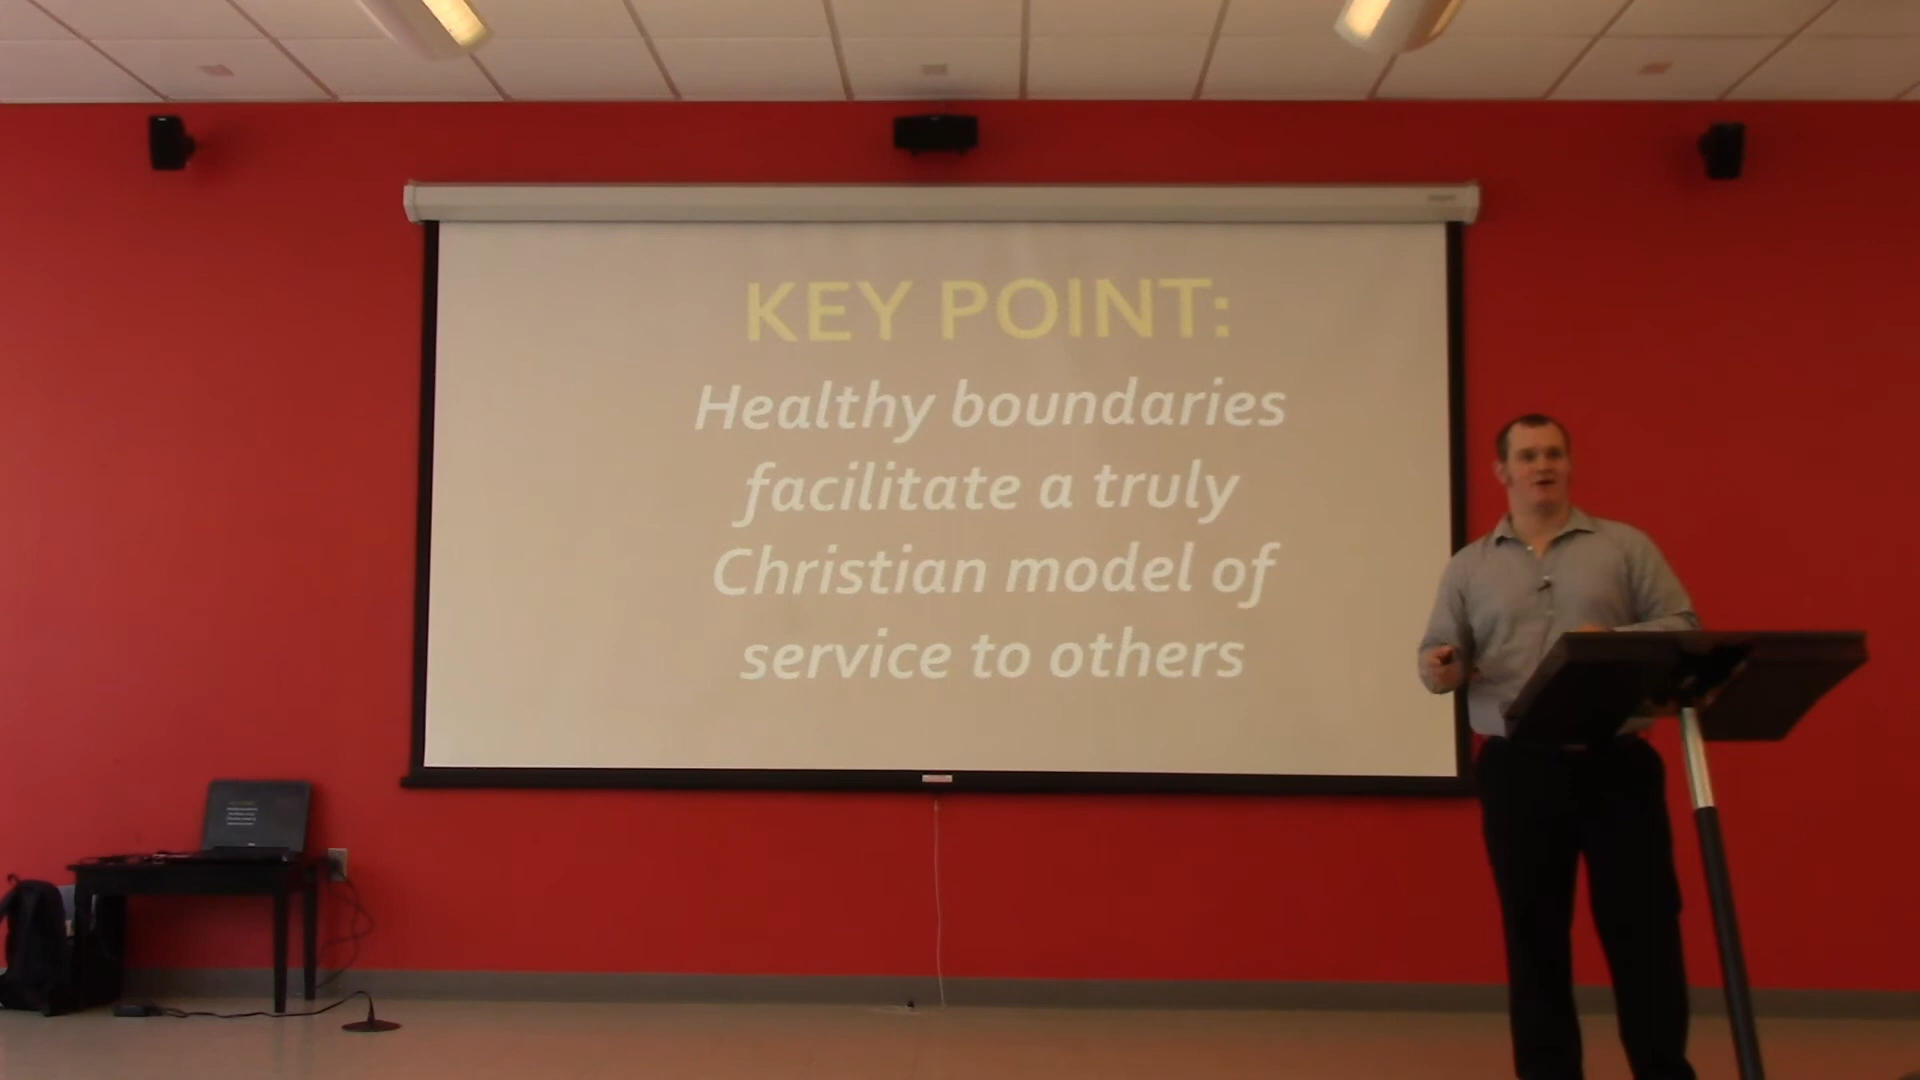 KEY POINT:
Healthy boundaries
facilitate a truly
Christian model of
service to others